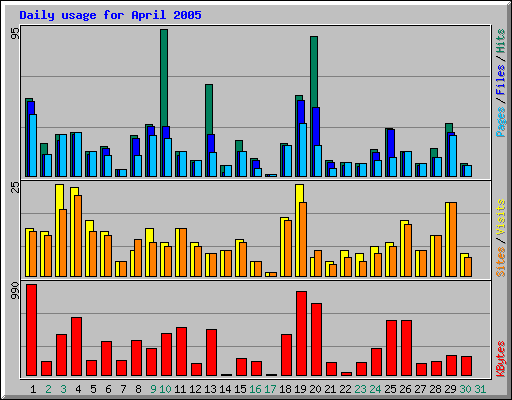 Daily usage for April 2005
95
Pages / Files / Hits
25
Sites / Visits
990
KBytes
1 2 3 4 5 6 7 8 9 10 11 12 13 14 15 16 17 18 19 20 21 22 23 24 25 26 27 28 29 30 31